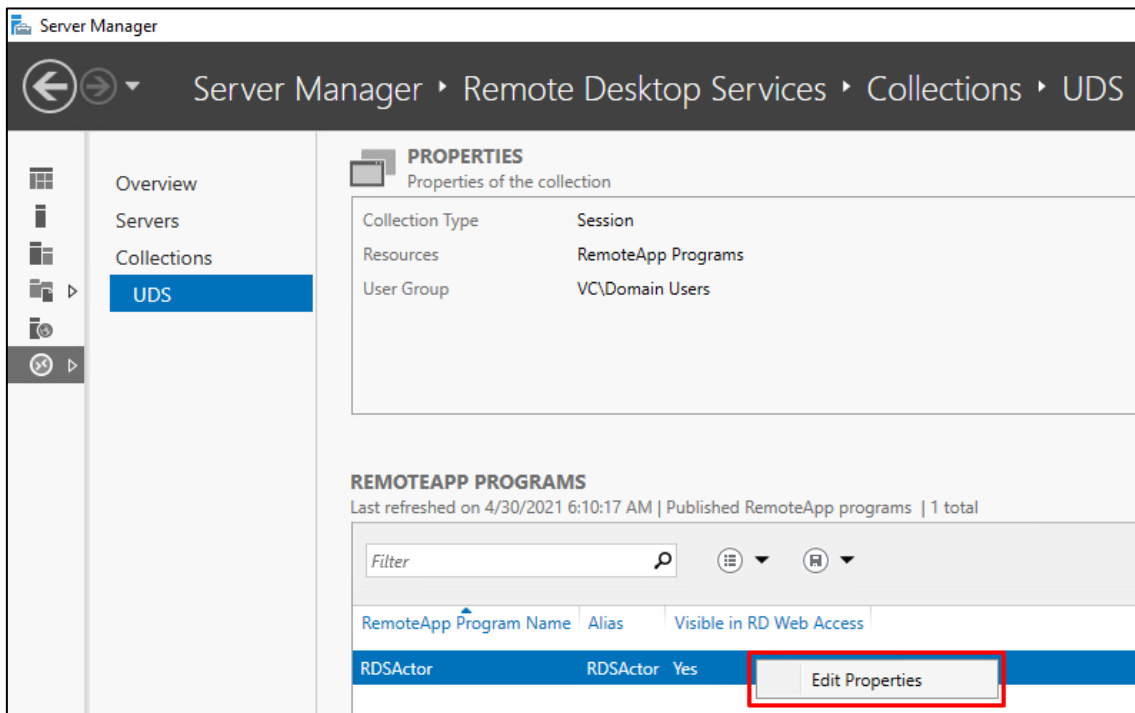 Server Manager
Server Manager ‣ Remote Desktop Services ‣ Collections ‣ UDS
Overview
Servers
Collections
UDS
PROPERTIES
Properties of the collection
Collection Type Session
Resources RemoteApp Programs
User Group VC\Domain Users
REMOTEAPP PROGRAMS
Last refreshed on 4/30/2021 6:10:17 AM | Published RemoteApp programs | 1 total
Filter
RemoteApp Program Name Alias Visible in RD Web Access
RDSActor RDSActor Yes
Edit Properties